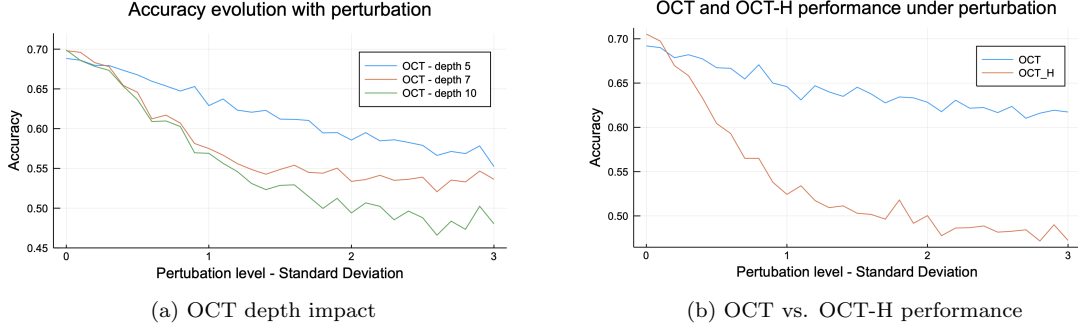 Accuracy evolution with perturbation
0.70
0.65
0.60
0.55
0.50
0.45
Accuracy
OCT - depth 5
OCT - depth 7
OCT - depth 10
0
1
2
3
Pertubation level - Standard Deviation
(a) OCT depth impact
OCT and OCT-H performance under perturbation
0.70
0.65
0.60
0.55
0.50
Accuracy
OCT
OCT_H
0
1
2
3
Pertubation level - Standard Deviation
(b) OCT vs. OCT-H performance